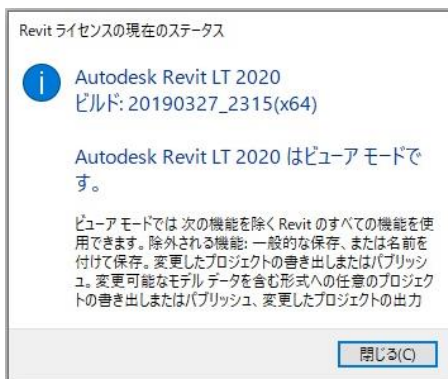 Revit ライセンスの現在のステータス
Autodesk Revit LT 2020
ビルド: 20190327_2315(x64)
Autodesk Revit LT 2020 はビューア モードで
す。
ビューア モードでは 次の機能を除く Revit のすべての機能を使
用できます。除外される機能: 一般的な保存、または名前を
付けて保存。変更したプロジェクトの書き出しまたはパブリッシ
ュ。変更可能なモデル データを含む形式への任意のプロジェク
トの書き出しまたはパブリッシュ、変更したプロジェクトの出力
閉じる(C)